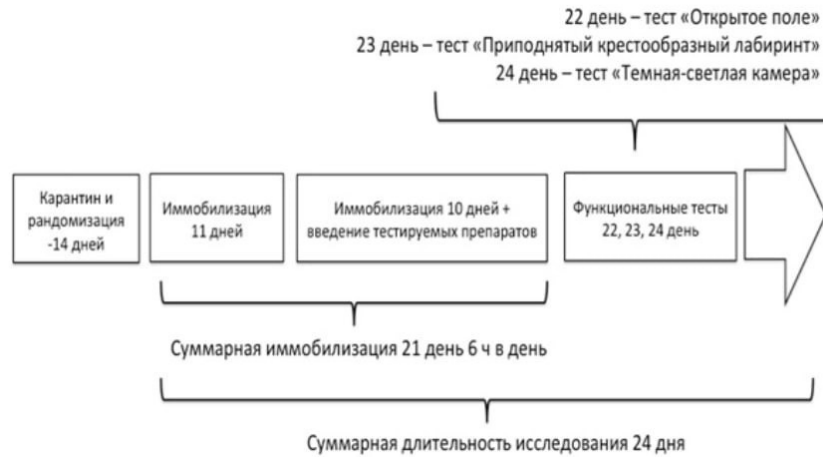 22 день – тест «Открытое поле»
23 день – тест «Приподнятый крестообразный лабиринт»
24 день – тест «Темная-светлая камера»
Карантин и
рандомизация
-14 дней
Иммобилизация
11 дней
Иммобилизация 10 дней +
введение тестируемых препаратов
Функциональные тесты
22, 23, 24 день
Суммарная иммобилизация 21 день 6 ч в день
Суммарная длительность исследования 24 дня